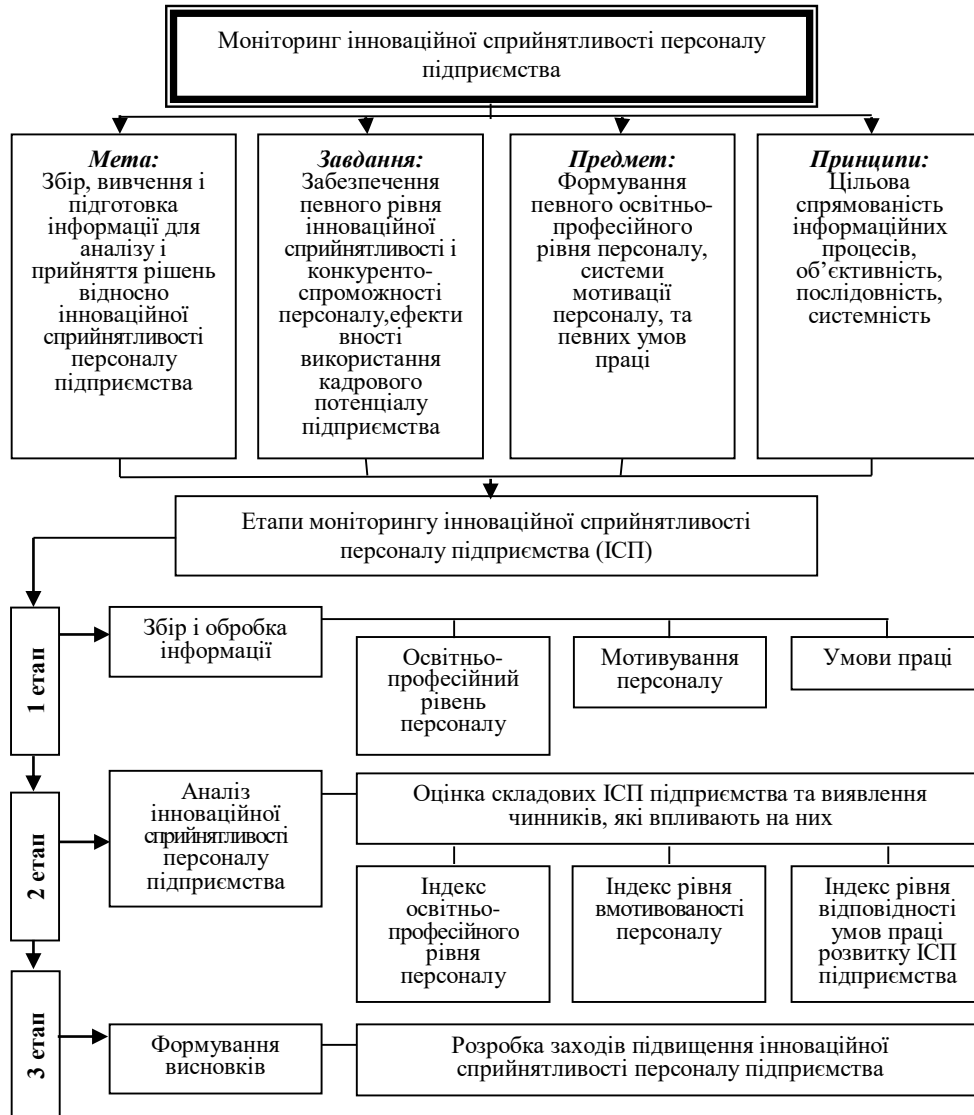 Моніторинг інноваційної сприйнятливості персоналу
підприємства
Мета:
Збір, вивчення і
підготовка
інформації для
аналізу і
прийняття рішень
відносно
інноваційної
сприйнятливості
персоналу
підприємства
Завдання:
Забезпечення
певного рівня
інноваційної
сприйнятливості і
конкуренто-
спроможності
персоналу,ефекти
вності
використання
кадрового
потенціалу
підприємства
Предмет:
Формування
певного освітньо-
професійного
рівня персоналу,
системи
мотивації
персоналу, та
певних умов
праці
Принципи:
Цільова
спрямованість
інформаційних
процесів,
об’єктивність,
послідовність,
системність
Етапи моніторингу інноваційної сприйнятливості
персоналу підприємства (ІСП)
1 етап
Збір і обробка
інформації
Освітньо-
професійний
рівень
персоналу
Мотивування
персоналу
Умови праці
2 етап
Аналіз
інноваційної
сприйнятливості
персоналу
підприємства
Оцінка складових ІСП підприємства та виявлення
чинників, які впливають на них
Індекс
освітньо-
професійного
рівня
персоналу
Індекс рівня
вмотивованості
персоналу
Індекс рівня
відповідності
умов праці
розвитку ІСП
підприємства
3 етап
Формування
висновків
Розробка заходів підвищення інноваційної
сприйнятливості персоналу підприємства